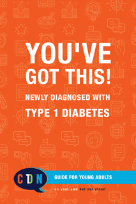 YOU'VE
GOT THIS!
NEWLY DIAGNOSED WITH
TYPE 1 DIABETES
CDN
GUIDE FOR YOUNG ADULTS